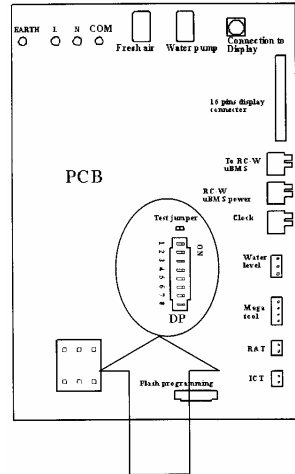 EARTH L N COM
Fresh air Water pump Connection to
Display
16 pins display
connector
To RC-W
uBMS
PCB
RC-W
uBMS power
Test jumper
Clock
ON
1
2
3
4
5
6
7
8
Water
level
DP
Mega
tool
RAT
Flash programming
ICT